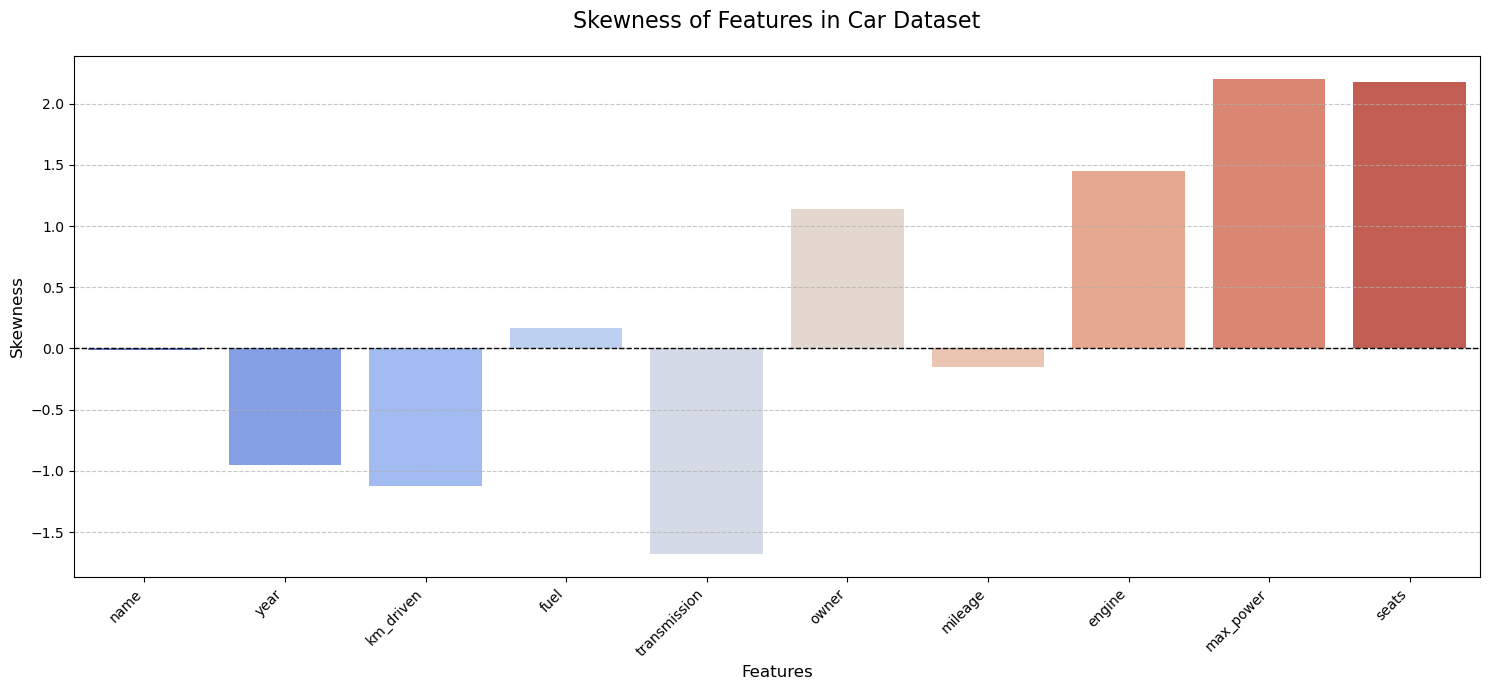 Skewness of Features in Car Dataset
Skewness
2.0
1.5
1.0
0.5
0.0
−0.5
−1.0
−1.5
name
year
km_driven
fuel
transmission
owner
mileage
engine
max_power
seats
Features